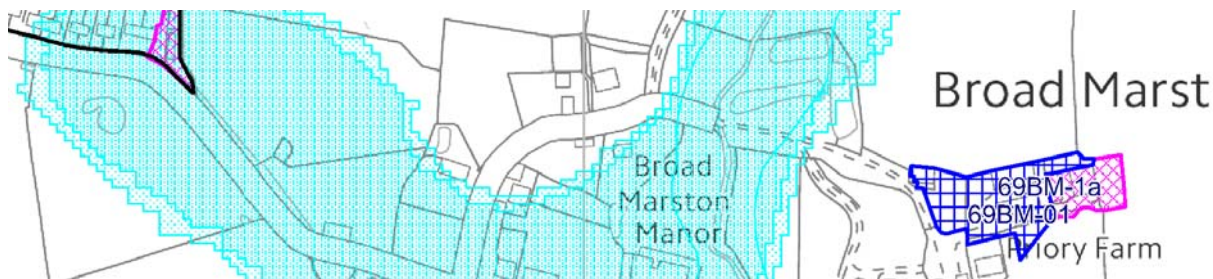 Broad Marst
Broad
Marston
Manor
69BM-1a
69BM-01
Priory Farm